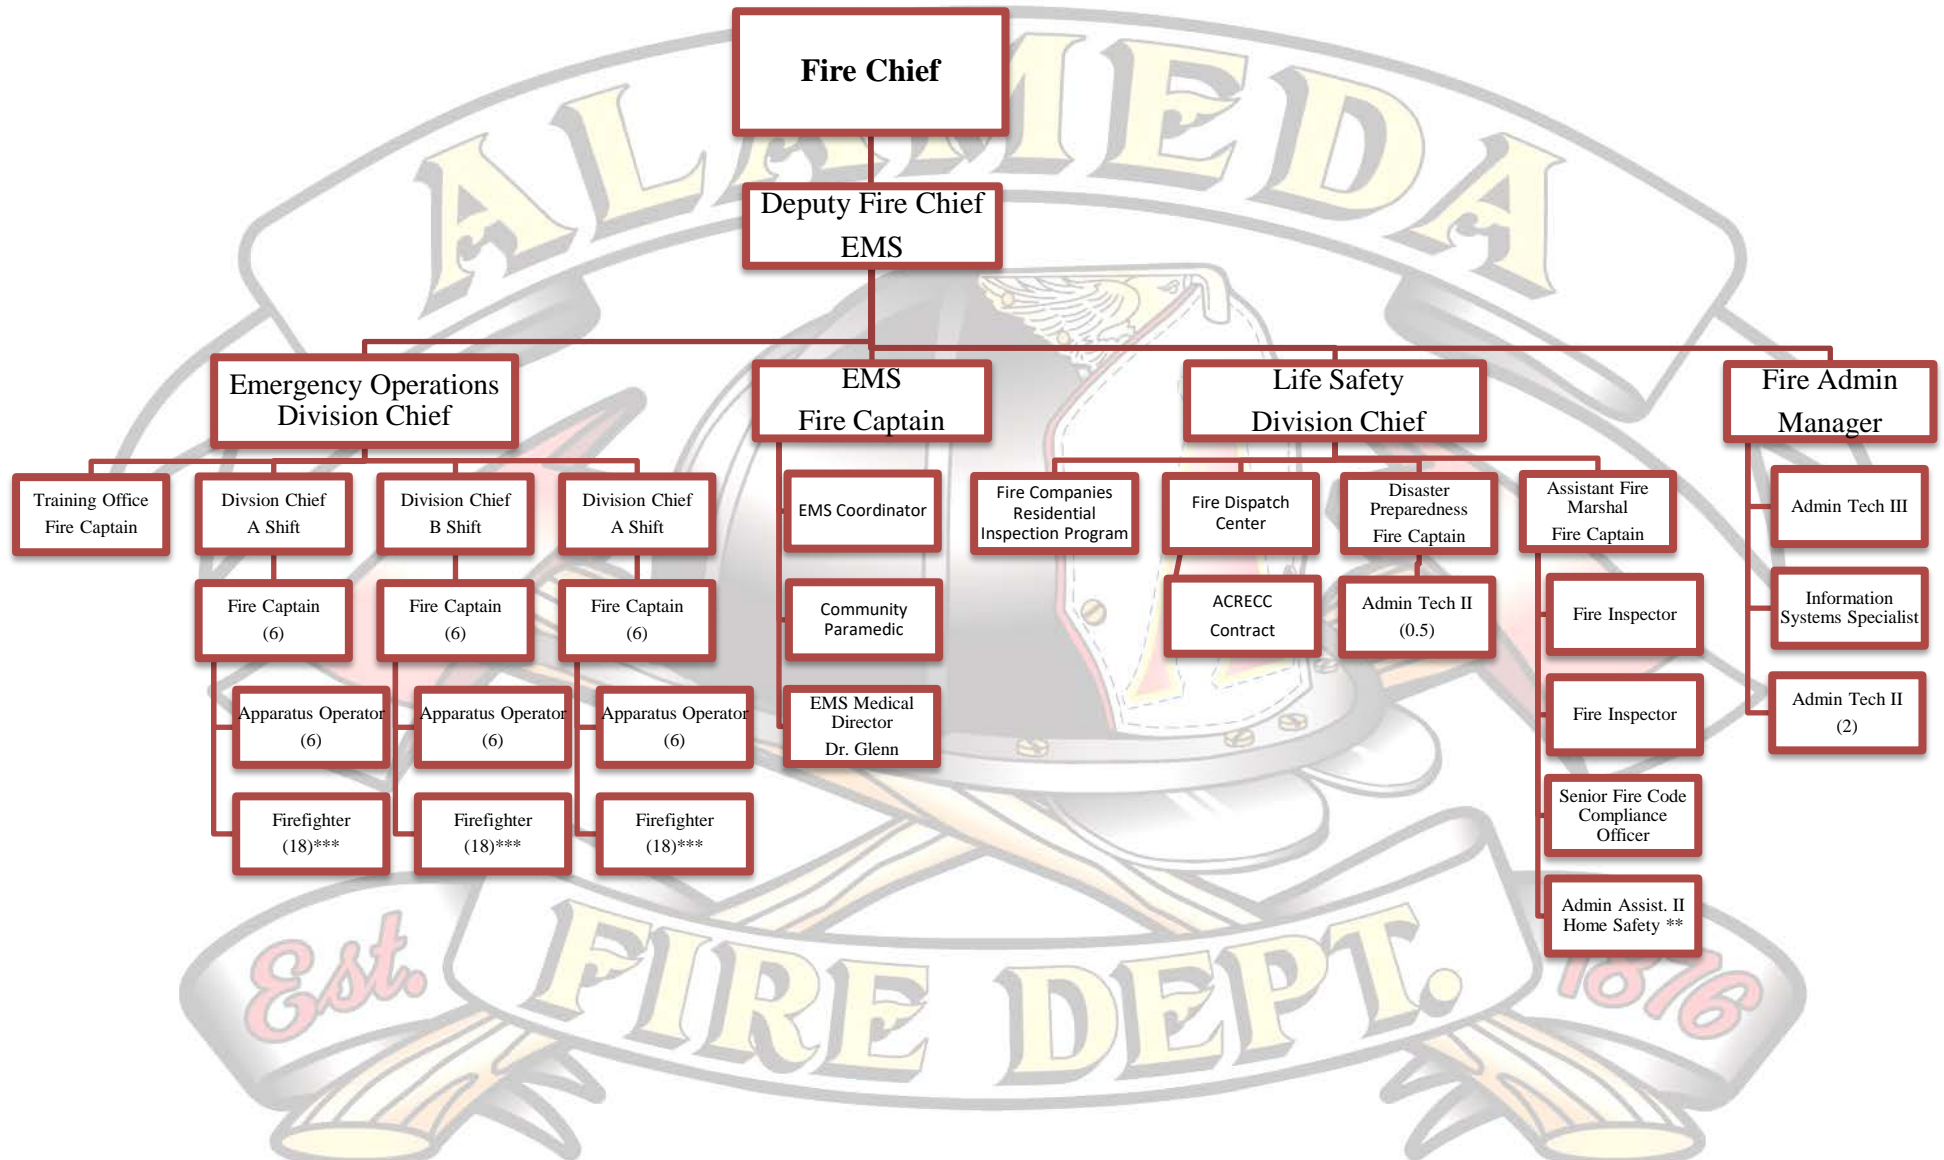 ALAMEDA
Fire Chief
Deputy Fire Chief
EMS
Emergency Operations
Division Chief
EMS
Fire Captain
Life Safety
Division Chief
Fire Admin
Manager
Training Office
Fire Captain
Divsion Chief
A Shift
Division Chief
B Shift
Division Chief
A Shift
Fire Captain
(6)
Fire Captain
(6)
Fire Captain
(6)
Apparatus Operator
(6)
Apparatus Operator
(6)
Apparatus Operator
(6)
Firefighter
(18)***
Firefighter
(18)***
Firefighter
(18)***
EMS Coordinator
Community
Paramedic
EMS Medical
Director
Dr. Glenn
Fire Companies
Residential
Inspection Program
Fire Dispatch
Center
ACRECC
Contract
Disaster
Preparedness
Fire Captain
Admin Tech II
(0.5)
Assistant Fire
Marshal
Fire Captain
Fire Inspector
Fire Inspector
Senior Fire Code
Compliance
Officer
Admin Assist. II
Home Safety **
Admin Tech III
Information
Systems Specialist
Admin Tech II
(2)
Est.
FIRE DEPT.
1876